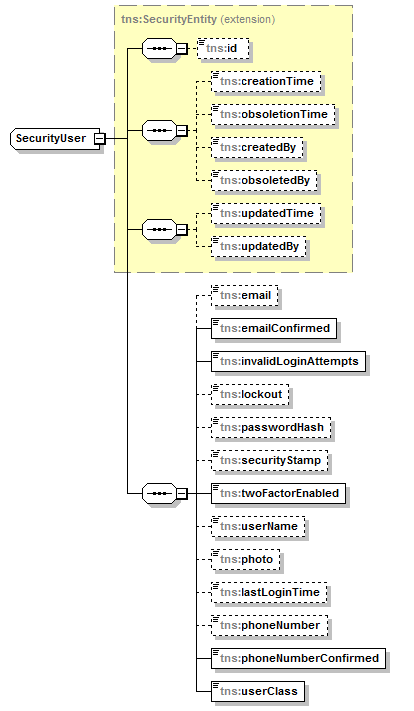 tns:SecurityEntity (extension)
tns:id
tns:creationTime
tns:obsoletionTime
SecurityUser
tns:createdBy
tns:obsoletedBy
tns:updatedTime
tns:updatedBy
tns:email
tns:emailConfirmed
tns:invalidLoginAttempts
tns:lockout
tns:passwordHash
tns:securityStamp
tns:twoFactorEnabled
tns:userName
tns:photo
tns:lastLoginTime
tns:phoneNumber
tns:phoneNumberConfirmed
tns:userClass